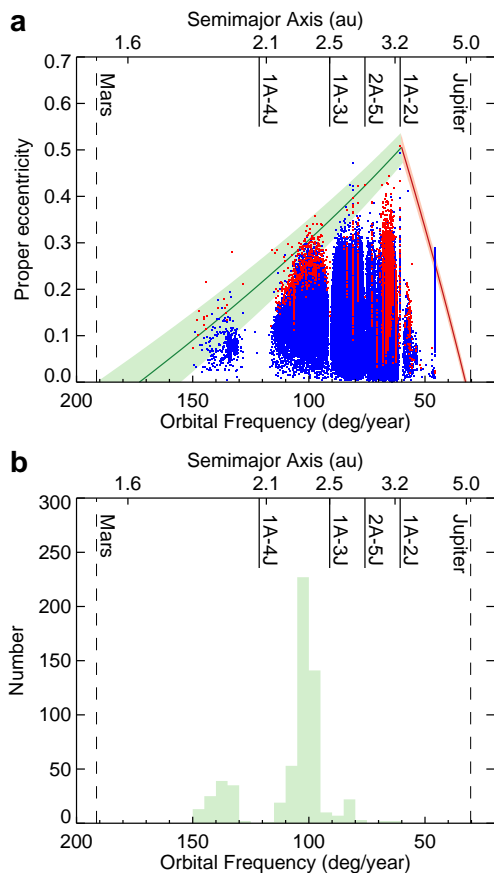 a
Semimajor Axis (au)
1.6 2.1 2.5 3.2 5.0
Mars 1A-4J 1A-3J 2A-5J 1A-2J Jupiter
0.7
0.6
0.5
0.4
0.3
0.2
0.1
0.0
Proper eccentricity
200 150 100 50
Orbital Frequency (deg/year)
b
Semimajor Axis (au)
1.6 2.1 2.5 3.2 5.0
Mars 1A-4J 1A-3J 2A-5J 1A-2J Jupiter
300
250
200
150
100
50
0
Number
200 150 100 50
Orbital Frequency (deg/year)